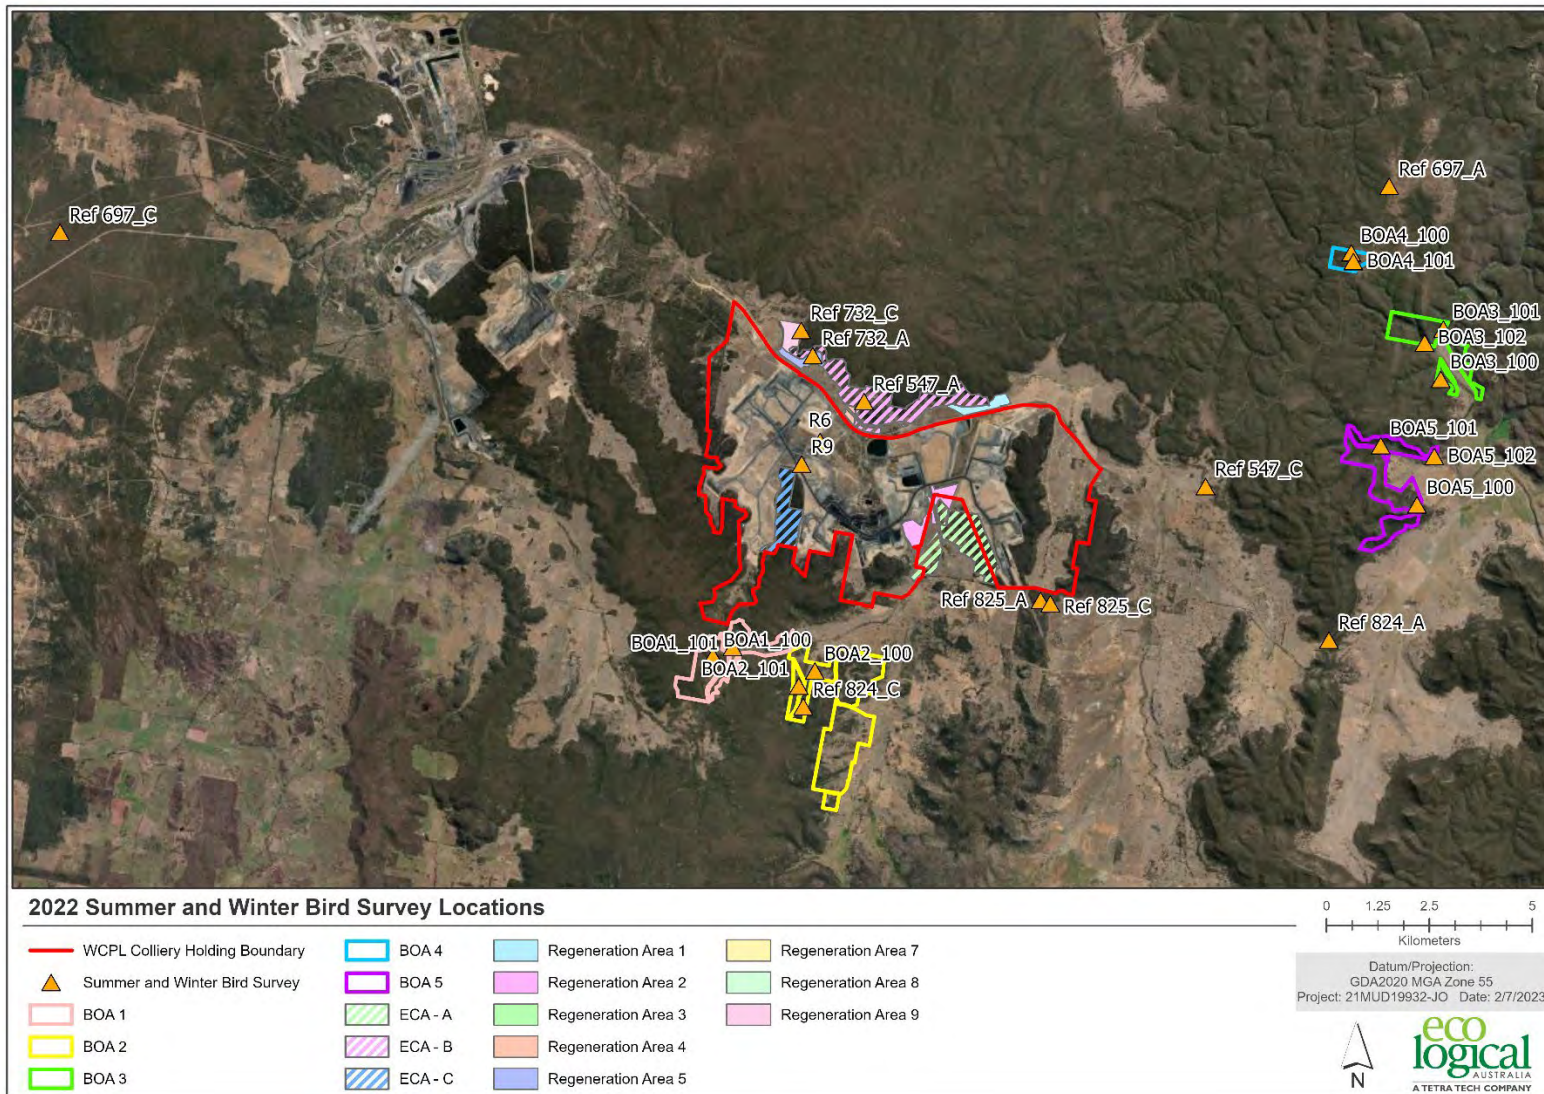 Ref 697_A
Ref 697_C
BOA4_100
BOA4_101
BOA3_101
BOA3_102
BOA3_100
Ref 732_C
Ref 732_A
Ref 547_A
R6
R9
BOA5_101
BOA5_102
BOA5_100
Ref 547_C
Ref 825_A
Ref 825_C
Ref 824_A
BOA1_101
BOA1_100
BOA2_101
BOA2_100
Ref 824_C
2022 Summer and Winter Bird Survey Locations
WCPL Colliery Holding Boundary
Summer and Winter Bird Survey
BOA 1
BOA 2
BOA 3
BOA 4
BOA 5
ECA - A
ECA - B
ECA - C
Regeneration Area 1
Regeneration Area 2
Regeneration Area 3
Regeneration Area 4
Regeneration Area 5
Regeneration Area 7
Regeneration Area 8
Regeneration Area 9
0 1.25 2.5 5
Kilometers
Datum/Projection:
GDA2020 MGA Zone 55
Project: 21MUD19932-JO Date: 2/7/2023
N
eco
logical
AUSTRALIA
A TETRA TECH COMPANY